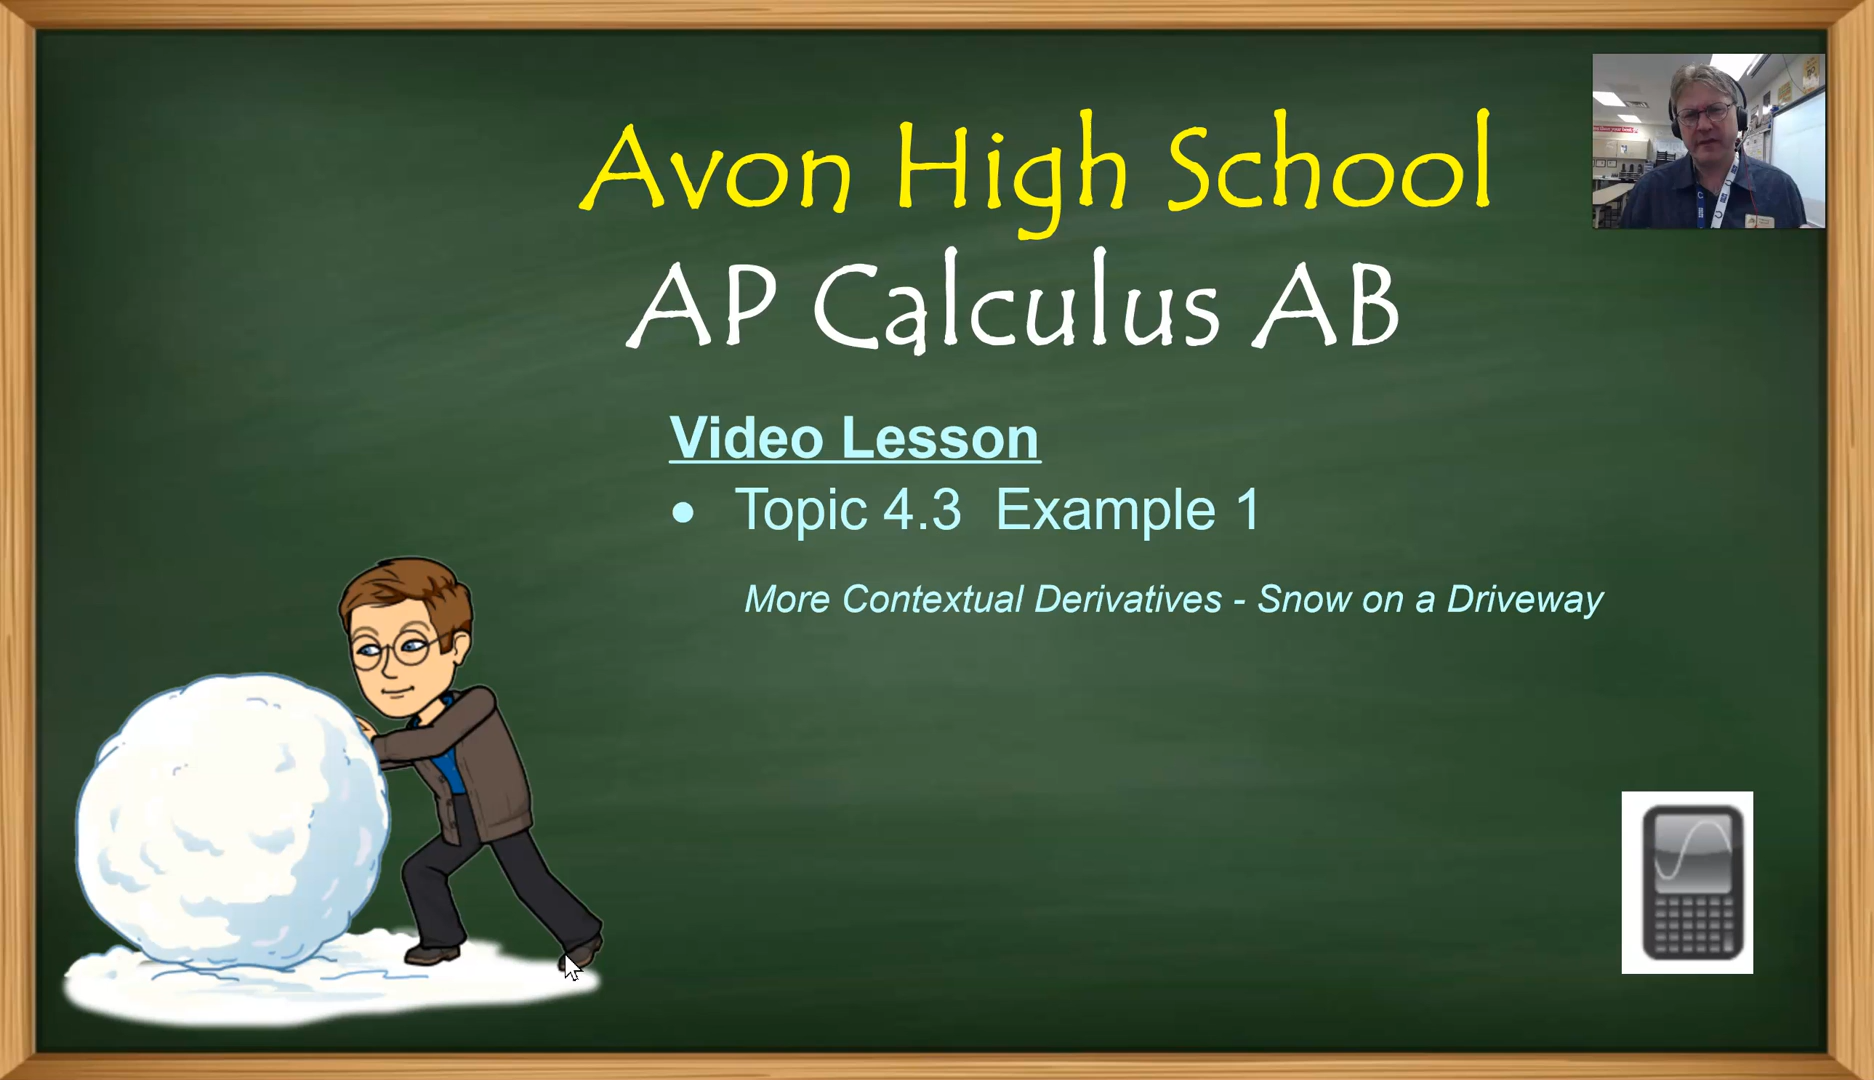 Avon High School
AP Calculus AB
Video Lesson
• Topic 4.3 Example 1
More Contextual Derivatives - Snow on a Driveway